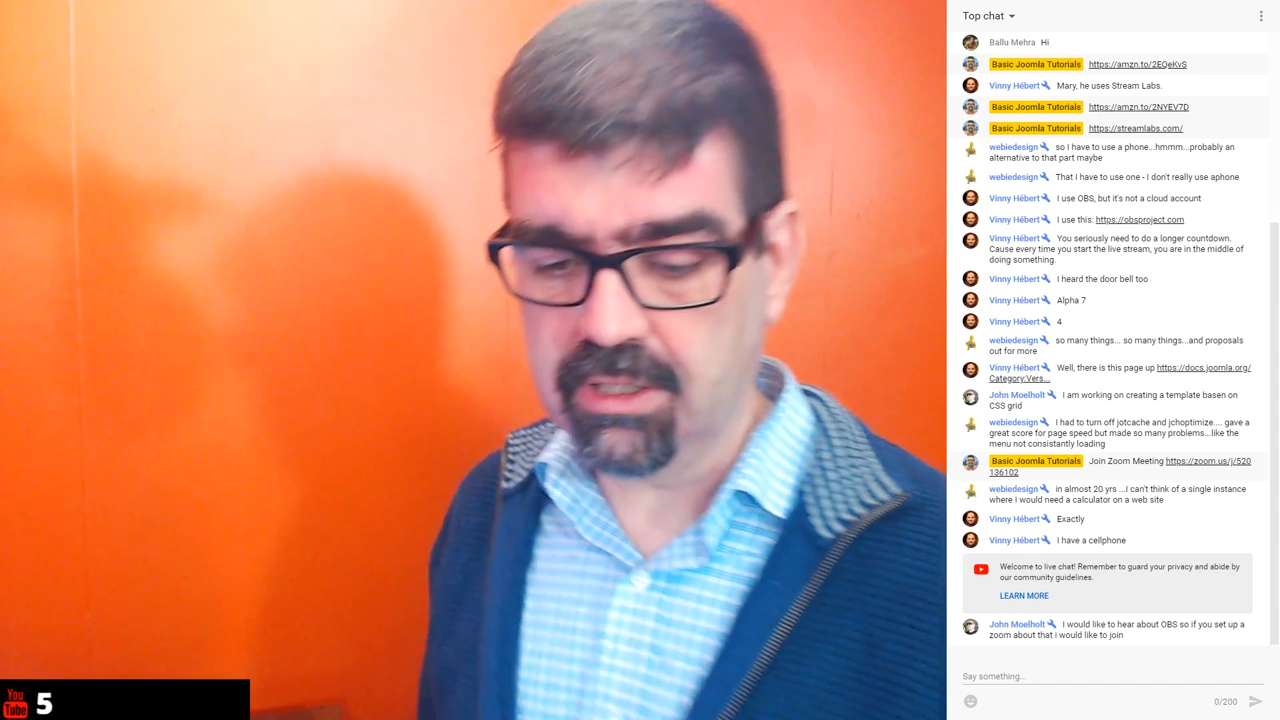 Top chat
Ballu Mehra Hi
Basic Joomla Tutorials https://amzn.to/2EQeKvS
Vinny Hébert Mary, he uses Stream Labs.
Basic Joomla Tutorials https://amzn.to/2NYEV7D
Basic Joomla Tutorials https://streamlabs.com/
webiedesign so I have to use a phone...hmmm...probably an
alternative to that part maybe
webiedesign That I have to use one - I don't really use aphone
Vinny Hébert I use OBS, but it's not a cloud account
Vinny Hébert I use this: https://obsproject.com
Vinny Hébert You seriously need to do a longer countdown.
Cause every time you start the live stream, you are in the middle of
doing something.
Vinny Hébert I heard the door bell too
Vinny Hébert Alpha 7
Vinny Hébert 4
webiedesign so many things... so many things...and proposals
out for more
Vinny Hébert Well, there is this page up https://docs.joomla.org/
Category:Vers...
John Moelholt I am working on creating a template basen on
CSS grid
webiedesign I had to turn off jotcache and jchoptimize.... gave a
great score for page speed but made so many problems...like the
menu not consistantly loading
Basic Joomla Tutorials Join Zoom Meeting https://zoom.us/j/520
136102
webiedesign in almost 20 yrs ...I can't think of a single instance
where I would need a calculator on a web site
Vinny Hébert Exactly
Vinny Hébert I have a cellphone
Welcome to live chat! Remember to guard your privacy and abide by
our community guidelines.
LEARN MORE
John Moelholt I would like to hear about OBS so if you set up a
zoom about that i would like to join
Say something...
0/200
You
Tube 5